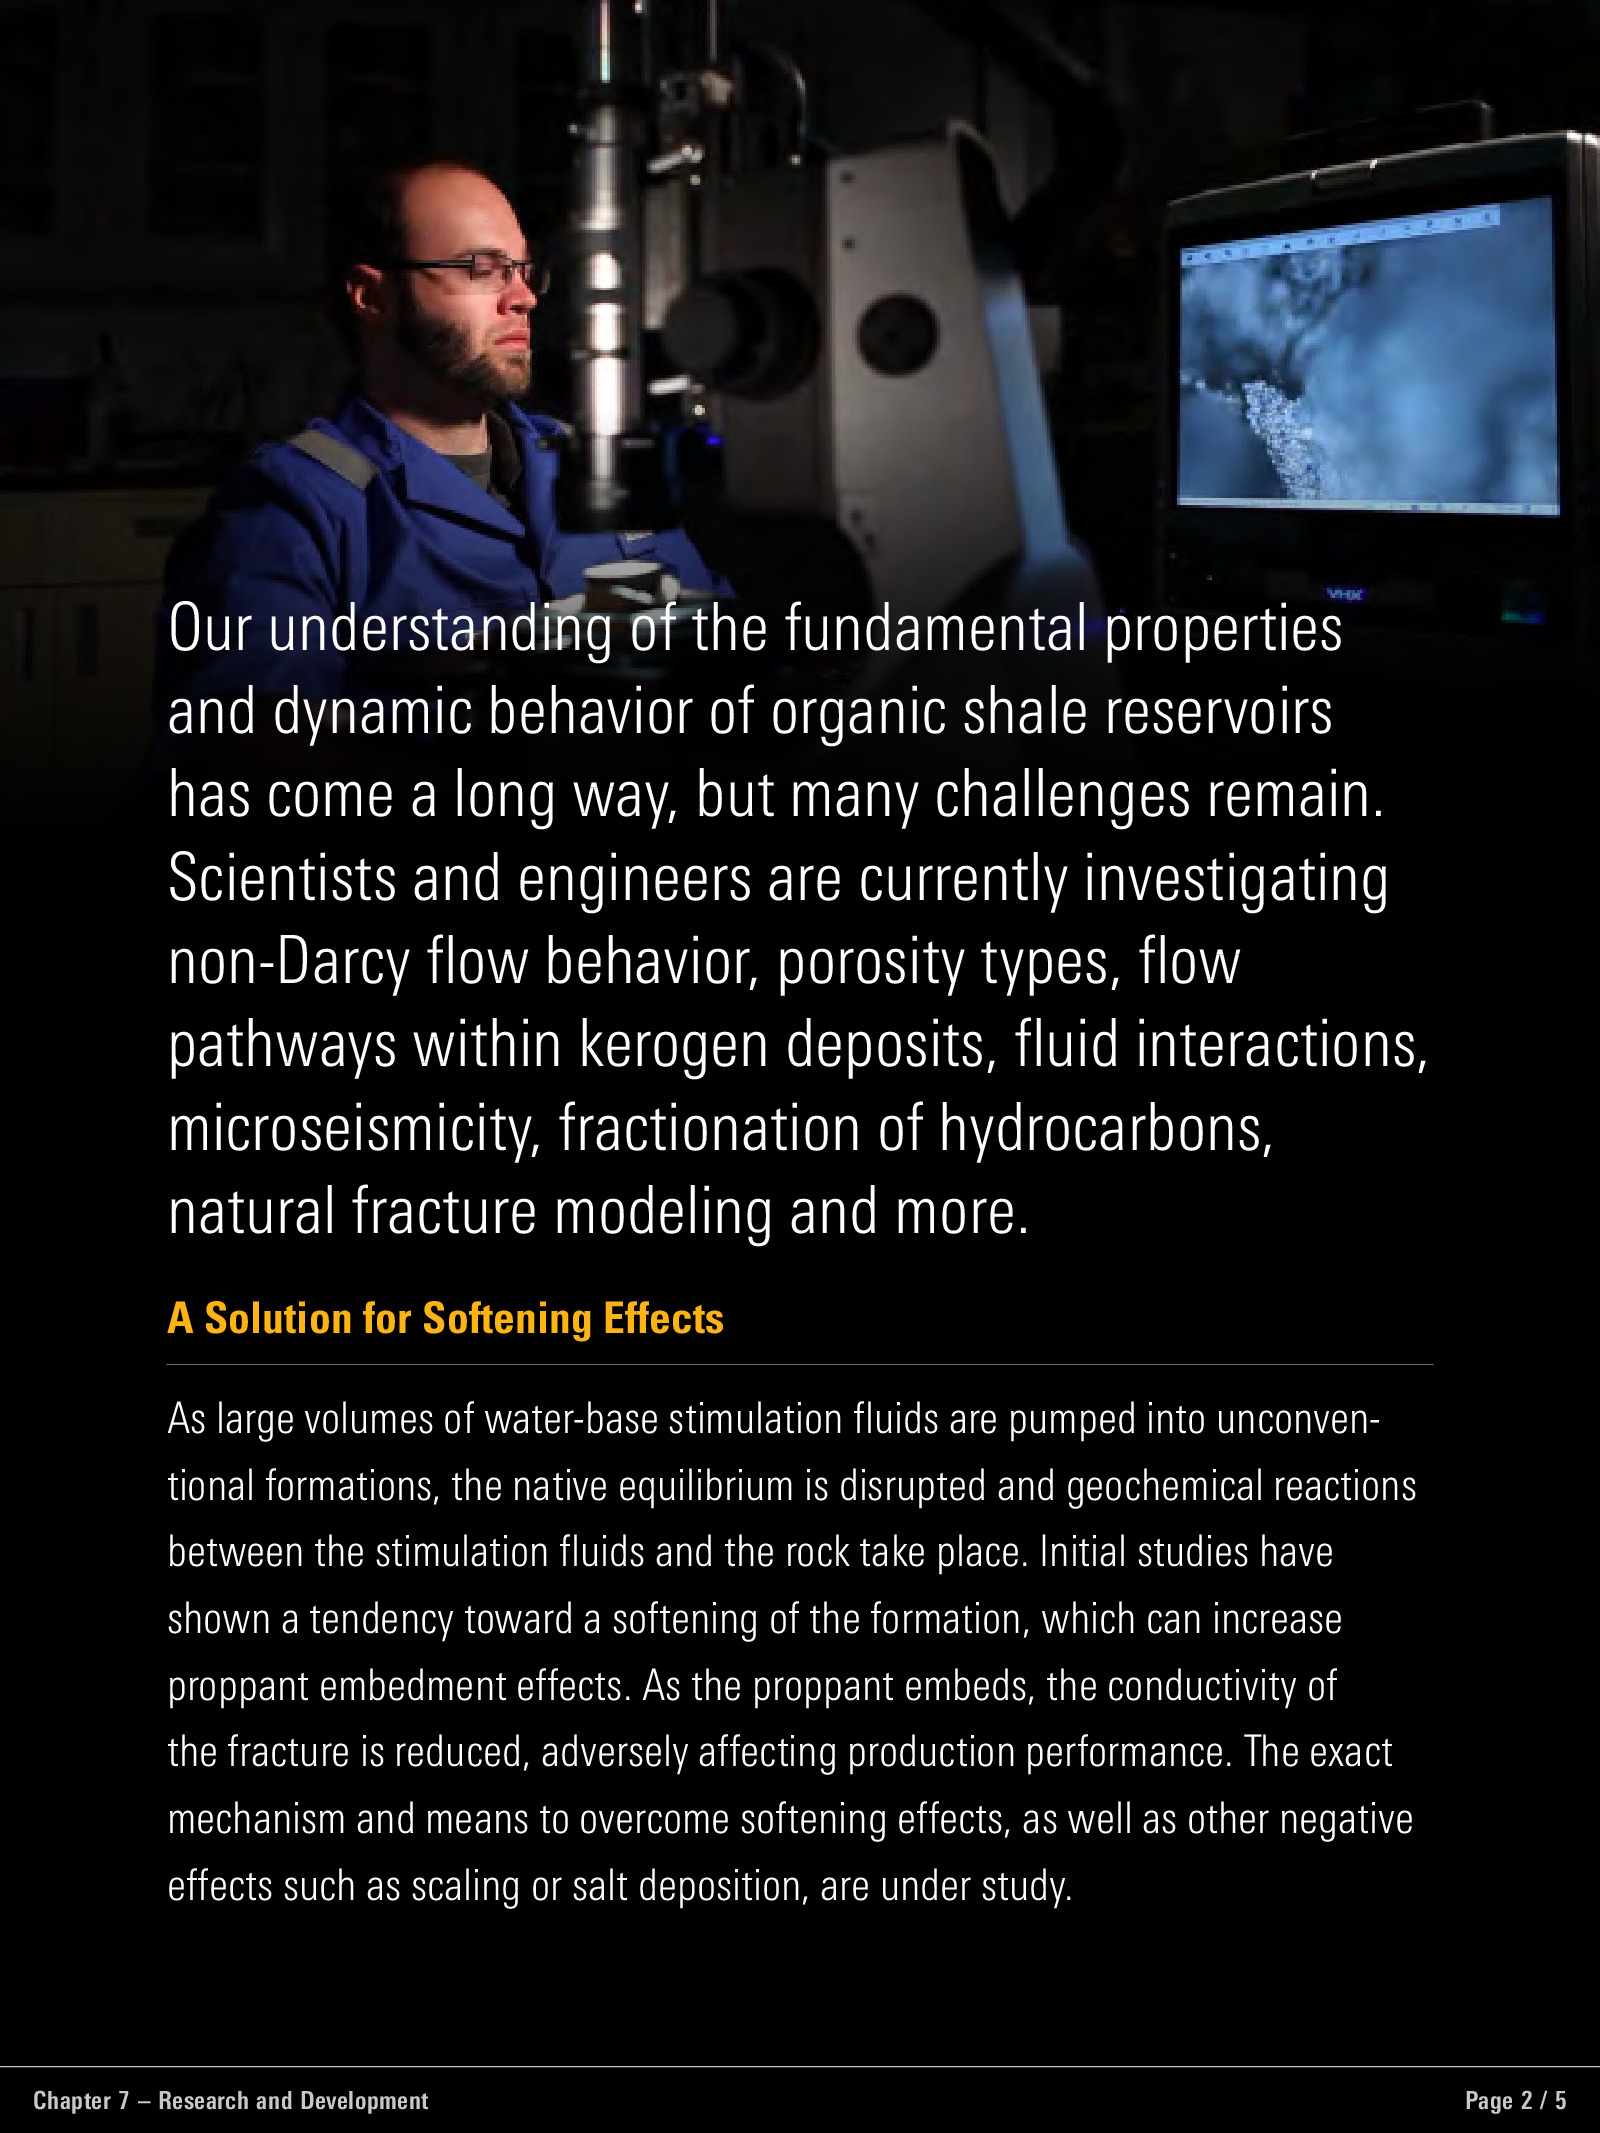 VHX
Our understanding of the fundamental properties
and dynamic behavior of organic shale reservoirs
has come a long way, but many challenges remain.
Scientists and engineers are currently investigating
non-Darcy flow behavior, porosity types, flow
pathways within kerogen deposits, fluid interactions,
microseismicity, fractionation of hydrocarbons,
natural fracture modeling and more.
A Solution for Softening Effects
As large volumes of water-base stimulation fluids are pumped into unconven-
tional formations, the native equilibrium is disrupted and geochemical reactions
between the stimulation fluids and the rock take place. Initial studies have
shown a tendency toward a softening of the formation, which can increase
proppant embedment effects. As the proppant embeds, the conductivity of
the fracture is reduced, adversely affecting production performance. The exact
mechanism and means to overcome softening effects, as well as other negative
effects such as scaling or salt deposition, are under study.
Chapter 7 – Research and Development
Page 2 / 5